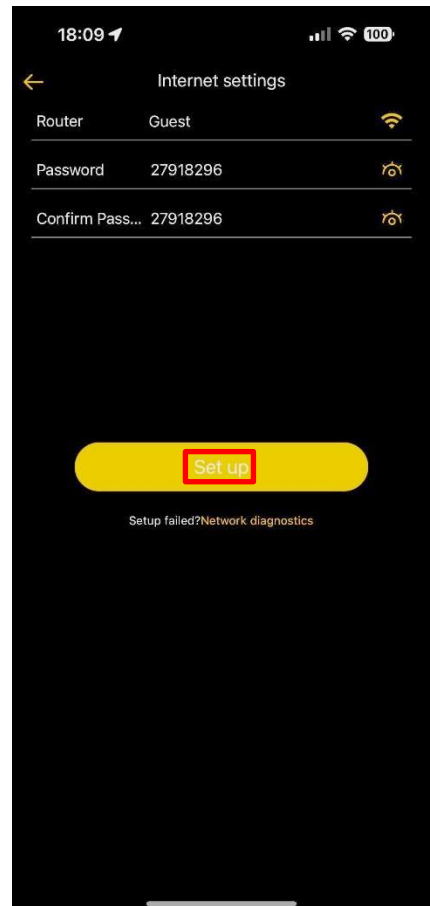 18:09 100
Internet settings
Router Guest
Password 27918296
Confirm Pass... 27918296
Set up
Setup failed?Network diagnostics